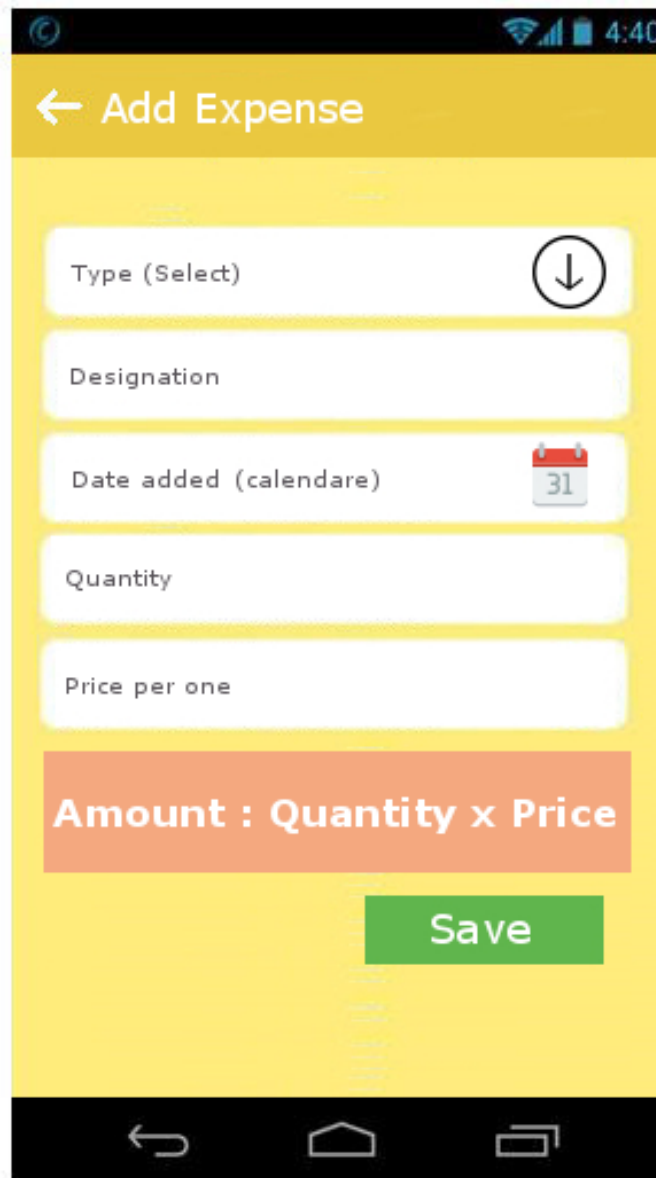 4:40
Add Expense
Type (Select)
Designation
Date added (calendare)
31
Quantity
Price per one
Amount : Quantity x Price
Save